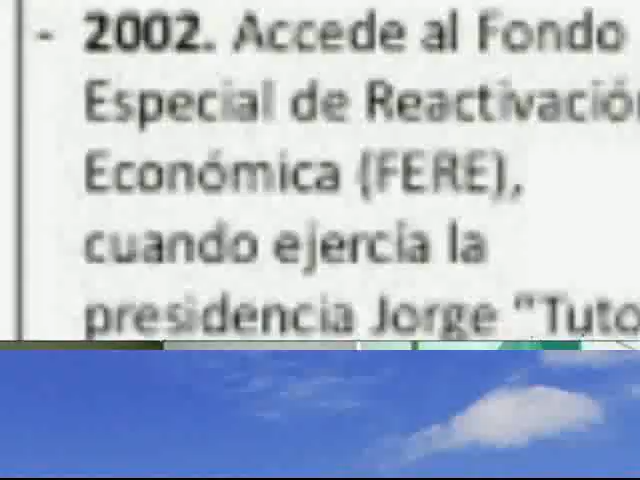 - 2002. Accede al Fondo
Especial de Reactivación
Económica (FERE),
cuando ejercía la
presidencia Jorge "Tuto